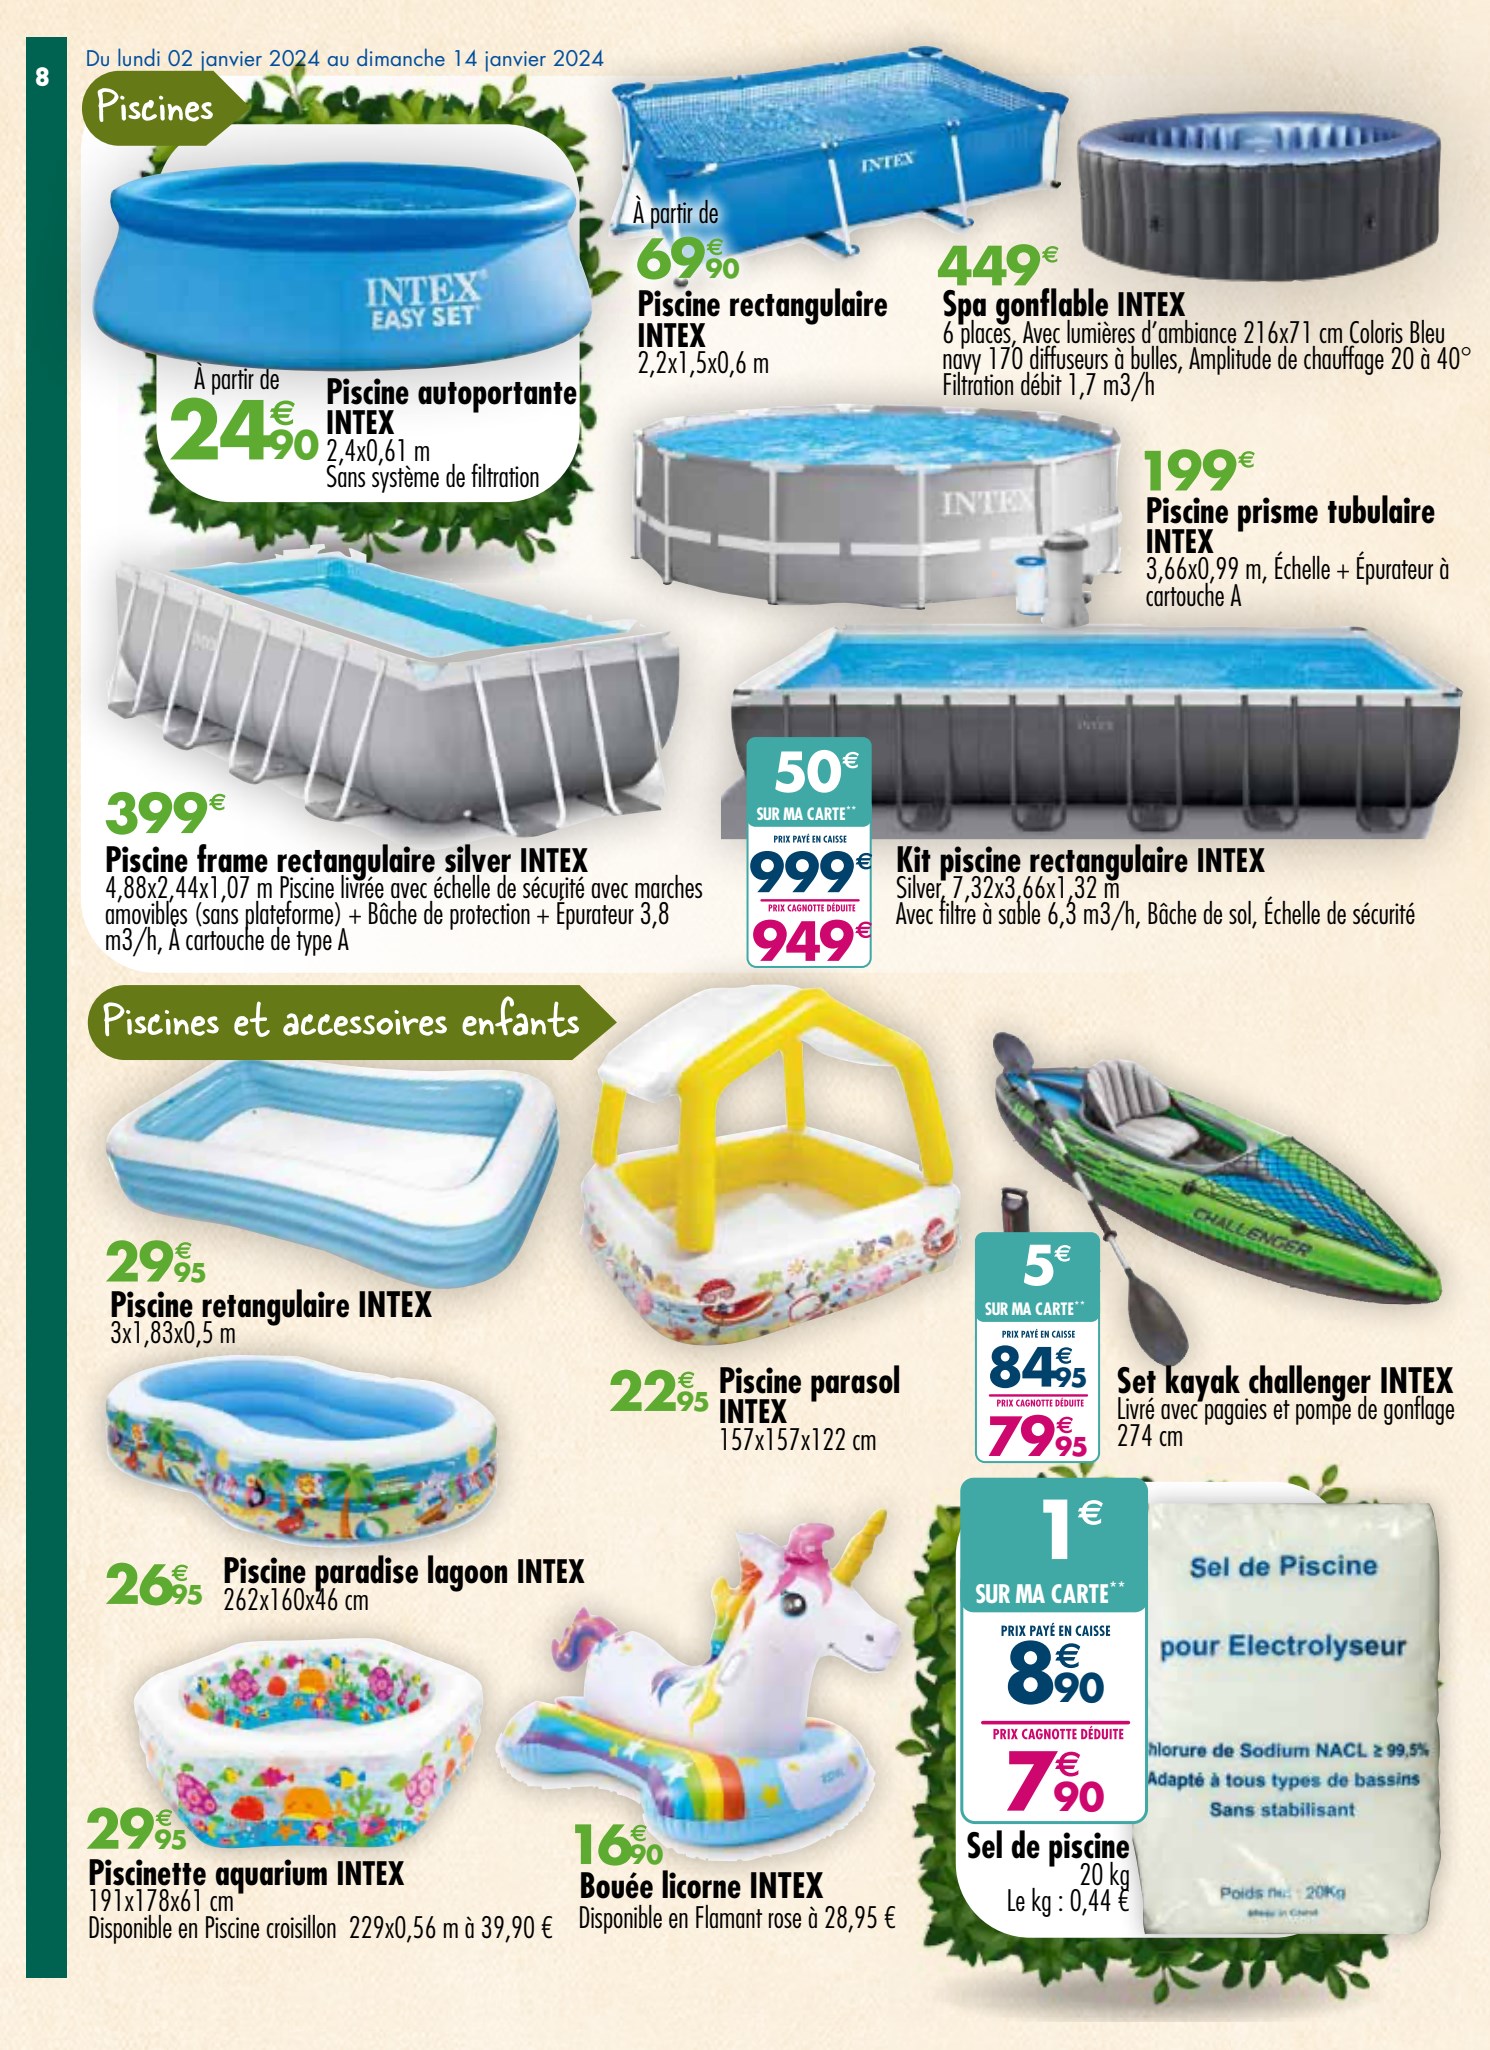 8
Du lundi 02 janvier 2024 au dimanche 14 janvier 2024
Piscines
INTEX
EASY SET
À partir de
24€90
Piscine autoportante
INTEX
2,4x0,61 m
Sans système de filtration
INTEX
À partir de
69€90
Piscine rectangulaire
INTEX
2,2x1,5x0,6 m
449€
Spa gonflable INTEX
6 places, Avec lumières d'ambiance 216x71 cm Coloris Bleu
navy 170 diffuseurs à bulles, Amplitude de chauffage 20 à 40°
Filtration débit 1,7 m3/h
INTEX
199€
Piscine prisme tubulaire
INTEX
3,66x0,99 m, Échelle + Épurateur à
cartouche A
399€
Piscine frame rectangulaire silver INTEX
4,88x2,44x1,07 m Piscine livrée avec échelle de sécurité avec marches
amovibles (sans plateforme) + Bâche de protection + Épurateur 3,8
m3/h, À cartouche de type A
INTEX
50€
SUR MA CARTE**
PRIX PAYÉ EN CAISSE
999€
PRIX CAGNOTTE DÉDUITE
949€
Kit piscine rectangulaire INTEX
Silver, 7,32x3,66x1,32 m
Avec filtre à sable 6,3 m3/h, Bâche de sol, Échelle de sécurité
Piscines et accessoires enfants
29€95
Piscine retangulaire INTEX
3x1,83x0,5 m
22€95
Piscine parasol
INTEX
157x157x122 cm
CHALLENGER
5€
SUR MA CARTE**
PRIX PAYÉ EN CAISSE
84€95
PRIX CAGNOTTE DÉDUITE
79€95
Set kayak challenger INTEX
Livré avec pagaies et pompe de gonflage
274 cm
26€95
Piscine paradise lagoon INTEX
262x160x46 cm
29€95
Piscinette aquarium INTEX
191x178x61 cm
Disponible en Piscine croisillon 229x0,56 m à 39,90 €
16€90
Bouée licorne INTEX
Disponible en Flamant rose à 28,95 €
1€
SUR MA CARTE**
PRIX PAYÉ EN CAISSE
8€90
PRIX CAGNOTTE DÉDUITE
7€90
Sel de piscine
20 kg
Le kg : 0,44 €
Sel de Piscine
pour Electrolyseur
hlorure de Sodium NACL ≥ 99,5%
Adapté à tous types de bassins
Sans stabilisant
Poids net : 20Kg